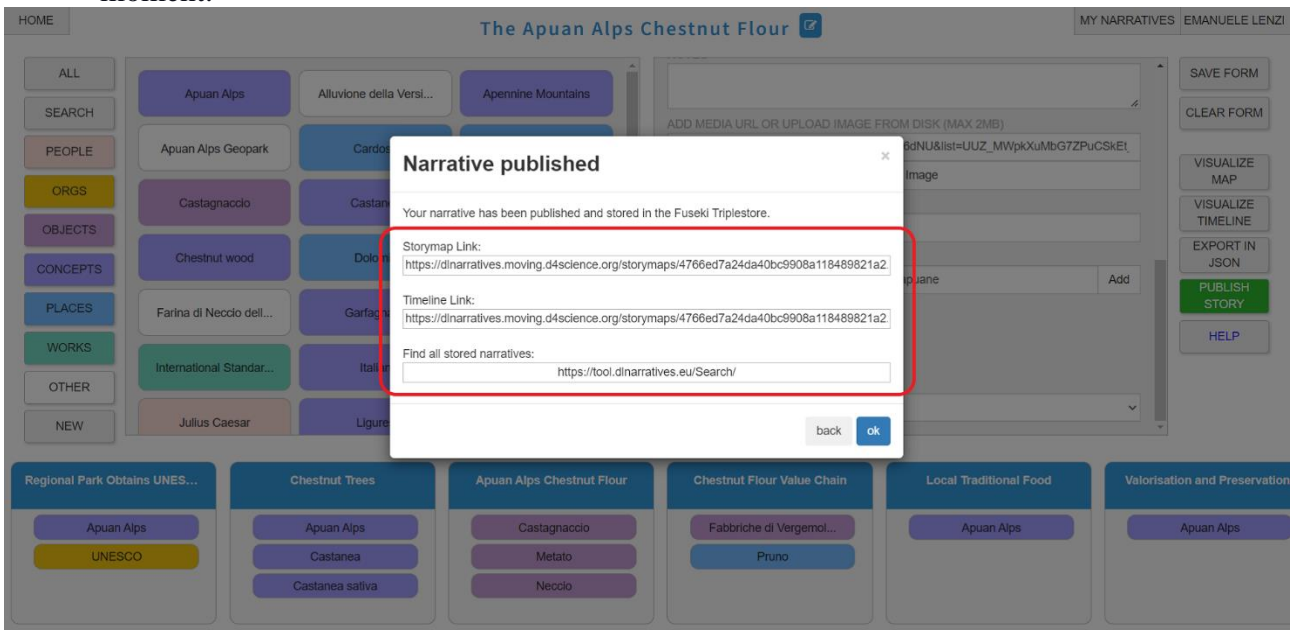 HOME
The Apuan Alps Chestnut Flour
MY NARRATIVES
EMANUELE LENZI
ALL
SEARCH
PEOPLE
ORGS
OBJECTS
CONCEPTS
PLACES
WORKS
OTHER
NEW
Apuan Alps
Alluvione della Versi...
Apennine Mountains
Apuan Alps Geopark
Castagnaccio
Chestnut wood
Farina di Neccio dell...
International Standar...
Julius Caesar
ADD MEDIA URL OR UPLOAD IMAGE FROM DISK (MAX 2MB)
Image
Add
SAVE FORM
CLEAR FORM
VISUALIZE
MAP
VISUALIZE
TIMELINE
EXPORT IN
JSON
PUBLISH
STORY
HELP
Narrative published
×
Your narrative has been published and stored in the Fuseki Triplestore.
Storymap Link:
https://dlnarratives.moving.d4science.org/storymaps/4766ed7a24da40bc9908a118489821a2
Timeline Link:
https://dlnarratives.moving.d4science.org/storymaps/4766ed7a24da40bc9908a118489821a2
Find all stored narratives:
https://tool.dlnarratives.eu/Search/
back
ok
Regional Park Obtains UNES...
Apuan Alps
UNESCO
Chestnut Trees
Apuan Alps
Castanea
Castanea sativa
Apuan Alps Chestnut Flour
Castagnaccio
Metato
Neccio
Chestnut Flour Value Chain
Fabbriche di Vergemol...
Pruno
Local Traditional Food
Apuan Alps
Valorisation and Preservation
Apuan Alps